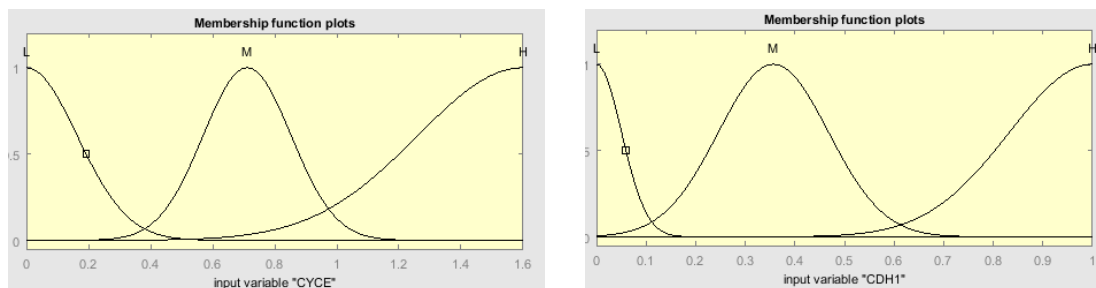 Membership function plots
L M H
1
0.5
0
0 0.2 0.4 0.6 0.8 1 1.2 1.4 1.6
input variable "CYCE"
Membership function plots
L M H
1
.5
0
0 0.1 0.2 0.3 0.4 0.5 0.6 0.7 0.8 0.9 1
input variable "CDH1"